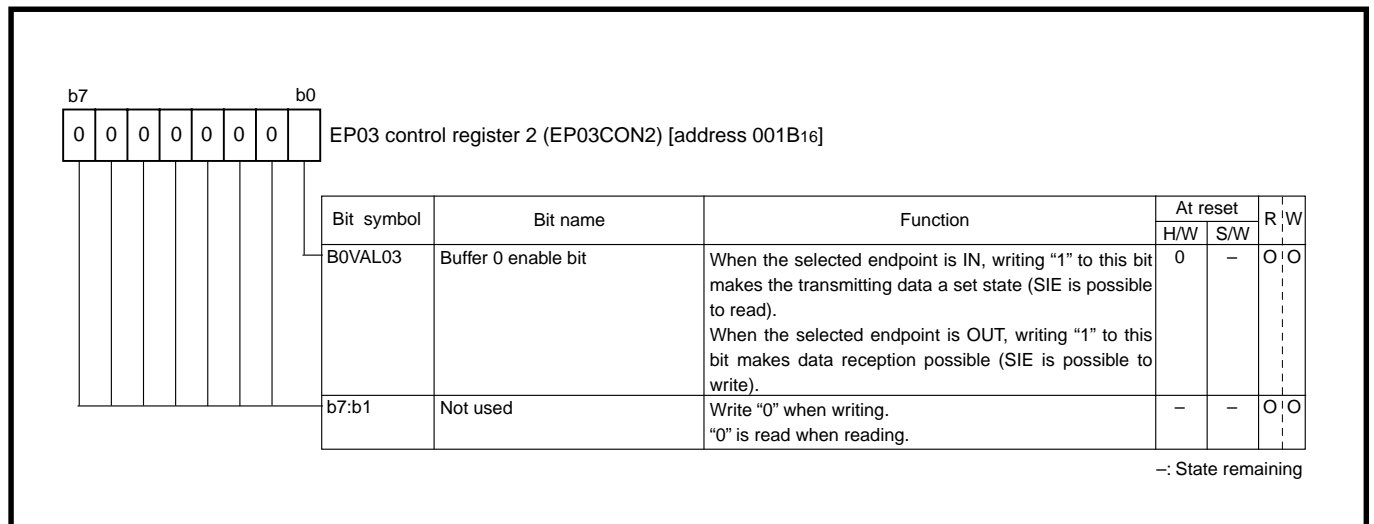 b7 b0
0 0 0 0 0 0 0
EP03 control register 2 (EP03CON2) [address 001B16]
Bit symbol Bit name Function At reset R W
H/W S/W
B0VAL03 Buffer 0 enable bit When the selected endpoint is IN, writing “1” to this bit 0 – O O
makes the transmitting data a set state (SIE is possible
to read).
When the selected endpoint is OUT, writing “1” to this
bit makes data reception possible (SIE is possible to
write).
b7:b1 Not used Write “0” when writing. – – O O
“0” is read when reading.
–: State remaining